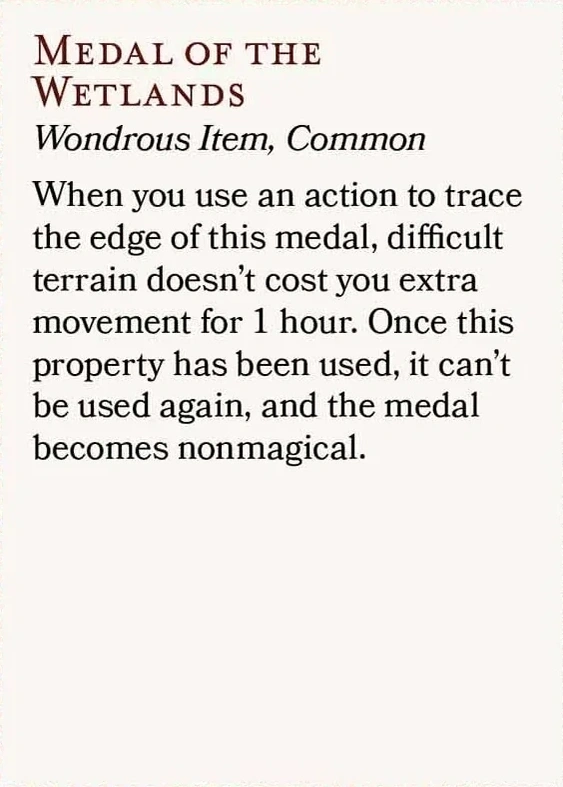 Medal of the
Wetlands
Wondrous Item, Common
When you use an action to trace
the edge of this medal, difficult
terrain doesn’t cost you extra
movement for 1 hour. Once this
property has been used, it can’t
be used again, and the medal
becomes nonmagical.